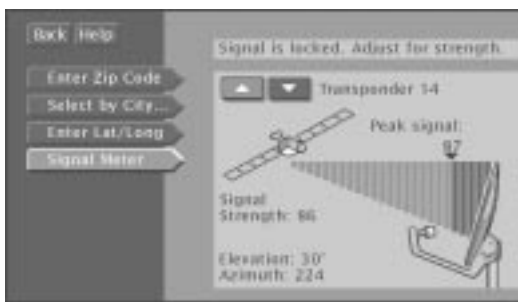 Back Help
Signal is locked. Adjust for strength.
Enter Zip Code
Select by City...
Enter Lat/Long
Signal Meter
Transponder 14
Peak signal:
87
Signal
Strength: 86
Elevation: 30°
Azimuth: 224